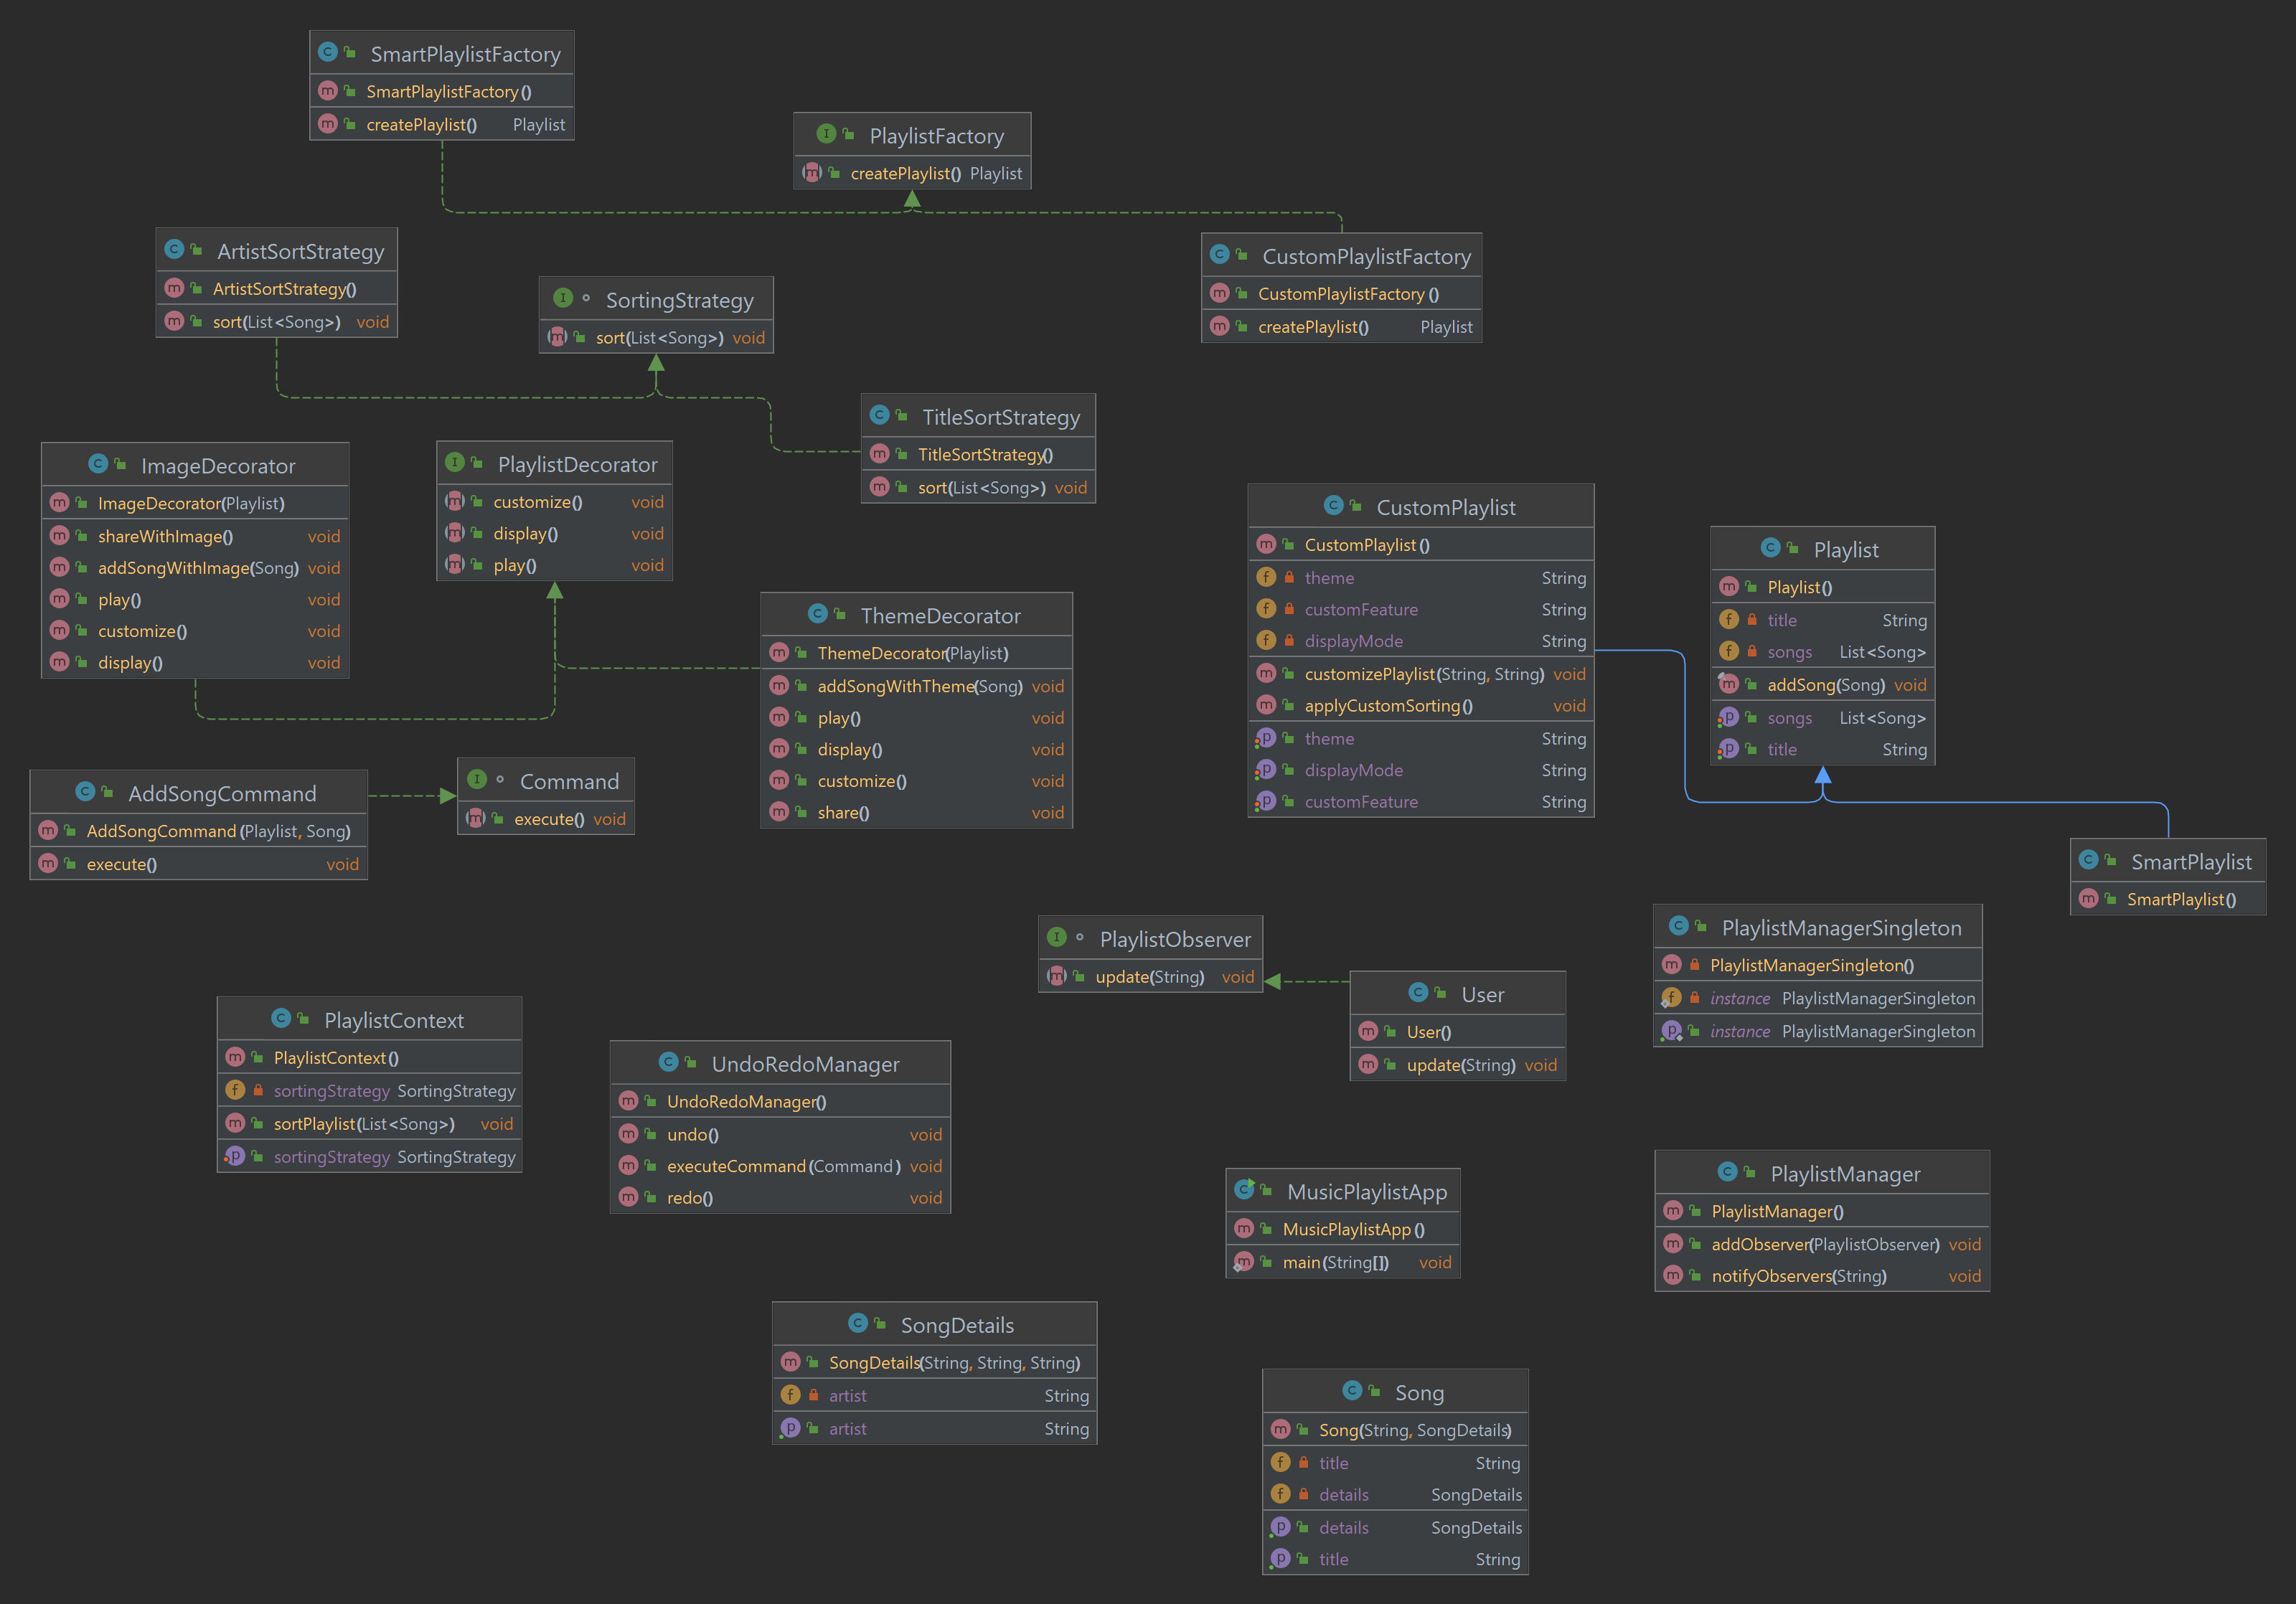 SmartPlaylistFactory
SmartPlaylistFactory()
createPlaylist() Playlist
PlaylistFactory
createPlaylist() Playlist
ArtistSortStrategy
ArtistSortStrategy()
sort(List<Song>) void
SortingStrategy
sort(List<Song>) void
CustomPlaylistFactory
CustomPlaylistFactory()
createPlaylist() Playlist
TitleSortStrategy
TitleSortStrategy()
sort(List<Song>) void
ImageDecorator
ImageDecorator(Playlist)
shareWithImage() void
addSongWithImage(Song) void
play() void
customize() void
display() void
PlaylistDecorator
customize() void
display() void
play() void
ThemeDecorator
ThemeDecorator(Playlist)
addSongWithTheme(Song) void
play() void
display() void
customize() void
share() void
CustomPlaylist
CustomPlaylist()
theme String
customFeature String
displayMode String
customizePlaylist(String, String) void
applyCustomSorting() void
theme String
displayMode String
customFeature String
Playlist
Playlist()
title String
songs List<Song>
addSong(Song) void
songs List<Song>
title String
AddSongCommand
AddSongCommand(Playlist, Song)
execute() void
Command
execute() void
SmartPlaylist
SmartPlaylist()
PlaylistObserver
update(String) void
User
User()
update(String) void
PlaylistManagerSingleton
PlaylistManagerSingleton()
instance PlaylistManagerSingleton
instance PlaylistManagerSingleton
PlaylistContext
PlaylistContext()
sortingStrategy SortingStrategy
sortPlaylist(List<Song>) void
sortingStrategy SortingStrategy
UndoRedoManager
UndoRedoManager()
undo() void
executeCommand(Command) void
redo() void
MusicPlaylistApp
MusicPlaylistApp()
main(String[]) void
PlaylistManager
PlaylistManager()
addObserver(PlaylistObserver) void
notifyObservers(String) void
SongDetails
SongDetails(String, String, String)
artist String
artist String
Song
Song(String, SongDetails)
title String
details SongDetails
details SongDetails
title String